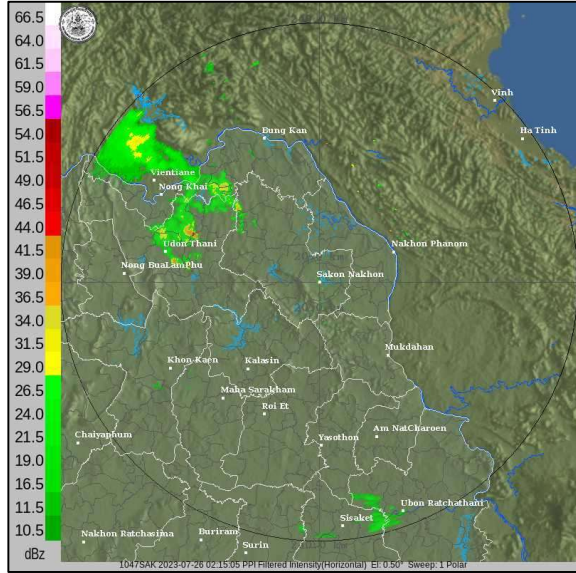 66.5
64.0
61.5
59.0
56.5
54.0
51.5
49.0
46.5
44.0
41.5
39.0
36.5
34.0
31.5
29.0
26.5
24.0
21.5
19.0
16.5
11.5
10.5
dBz
Vinh
Ha Tinh
Bung Kan
Vientiane
Nong Khai
Udon Thani
Nong BuaLamPhu
Nakhon Phanom
Sakon Nakhon
Mukdahan
Khon-Kaen
Kalasin
Maha Sarakham
Roi Et
Chaiyaphum
Yasothon
Am NatCharoen
Ubon Ratchathani
Sisaket
Nakhon Ratchasima
Buriram
Surin
1047SAK 2023-07-26 02:15:05 PPI Filtered Intensity(Horizontal) El: 0.50° Sweep: 1 Polar